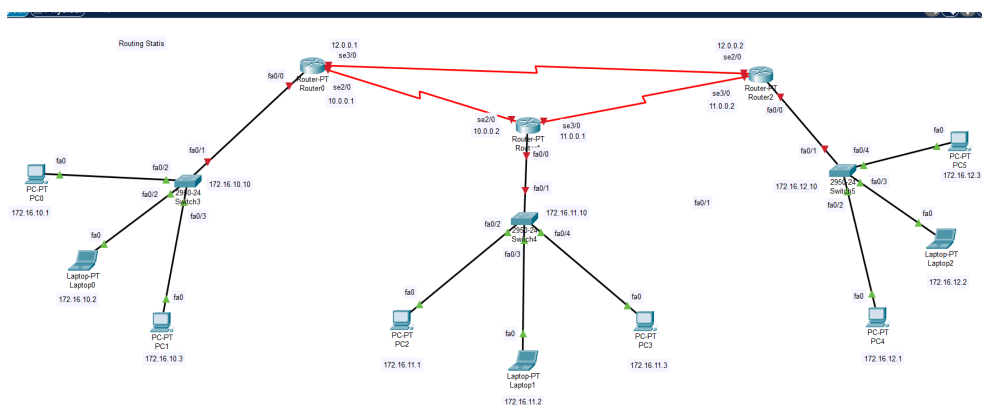 Routing Statis
12.0.0.1
se3/0
Router-PT
Router0
fa0/0
se2/0
10.0.0.1
12.0.0.2
se2/0
Router-PT
Router2
se3/0
11.0.0.2
fa0/0
se2/0
10.0.0.2
se3/0
11.0.0.1
Router-PT
fa0/0
fa0/1
fa0/1
fa0/2
fa0/2
fa0/3
2950-24
Switch3
172.16.10.10
fa0
PC-PT
PC0
172.16.10.1
fa0
Laptop-PT
Laptop0
172.16.10.2
fa0
PC-PT
PC1
172.16.10.3
172.16.11.10
fa0/2
2950-24
Switch4
fa0/4
fa0/3
fa0
PC-PT
PC2
172.16.11.1
fa0
Laptop-PT
Laptop1
172.16.11.2
fa0
PC-PT
PC3
172.16.11.3
fa0/1
fa0/1
fa0/4
172.16.12.10
2950-24
Switch5
fa0/3
fa0/2
fa0
PC-PT
PC5
172.16.12.3
fa0
Laptop-PT
Laptop2
172.16.12.2
fa0
PC-PT
PC4
172.16.12.1